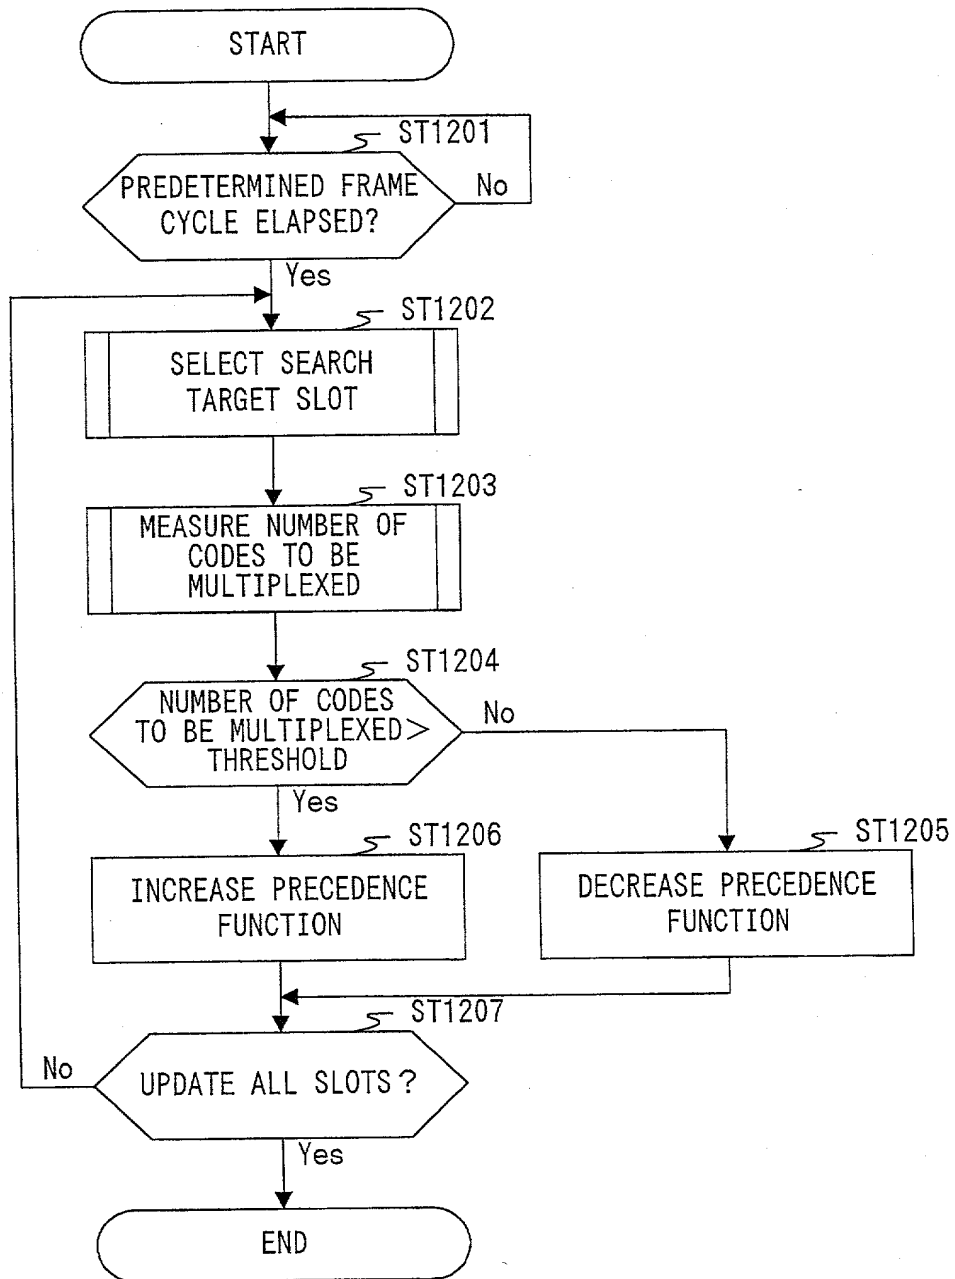 START
ST1201
PREDETERMINED FRAME
CYCLE ELAPSED?
No
Yes
ST1202
SELECT SEARCH
TARGET SLOT
ST1203
MEASURE NUMBER OF
CODES TO BE
MULTIPLEXED
ST1204
NUMBER OF CODES
TO BE MULTIPLEXED>
THRESHOLD
No
Yes
ST1206
INCREASE PRECEDENCE
FUNCTION
ST1205
DECREASE PRECEDENCE
FUNCTION
ST1207
UPDATE ALL SLOTS?
No
Yes
END